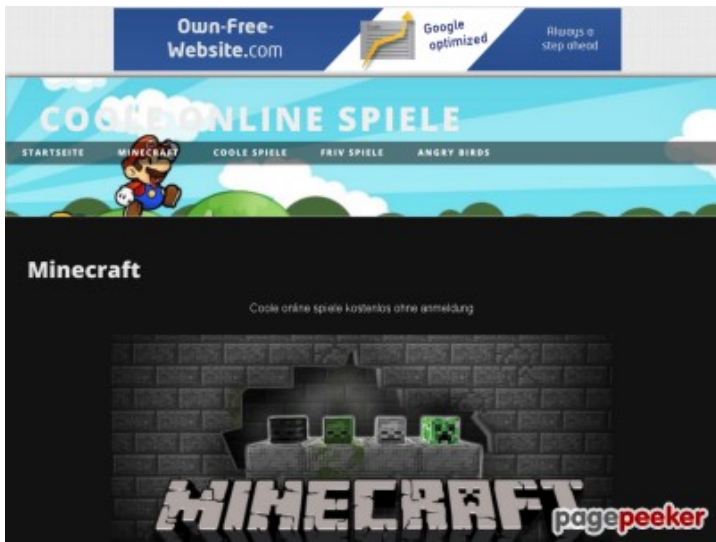 Own-Free-
Website.com
Google
optimized
Always a
step ahead
COOLE ONLINE SPIELE
STARTSEITE MINECRAFT COOLE SPIELE FRIV SPIELE ANGRY BIRDS
Minecraft
Coole online spiele kostenlos ohne anmeldung
MINECRAFT
pagepeeker